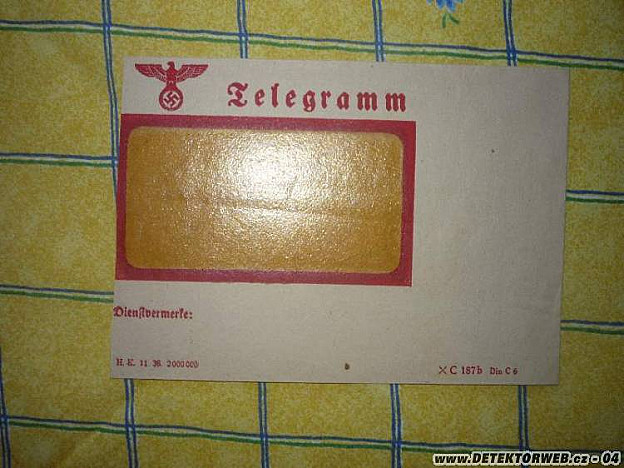 Telegramm
Dienstvermerke:
H. K. 11 38. 2000000
× C 187b Din C 6
www.DETEKTORWEB.cz - 04